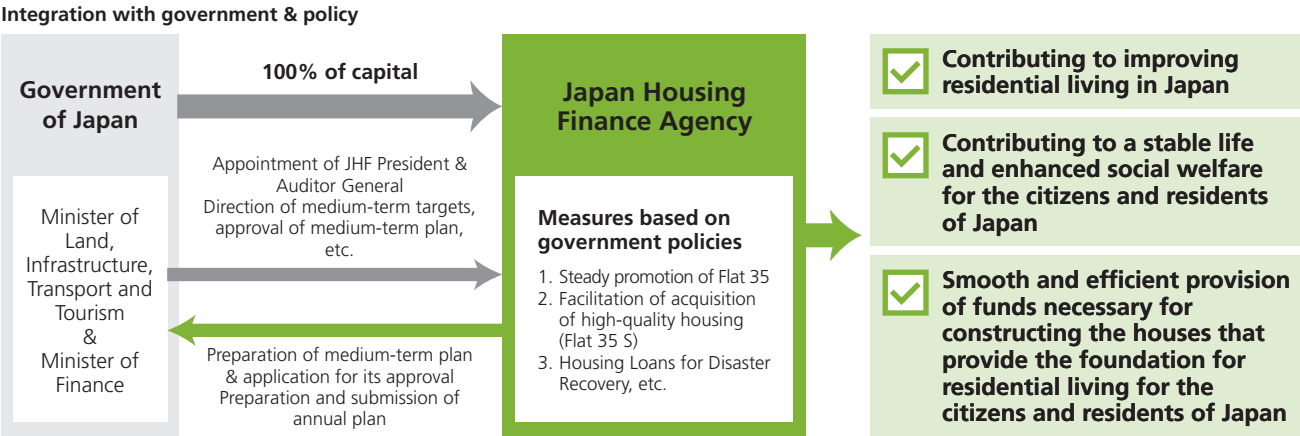 Integration with government & policy
Government
of Japan
Minister of
Land,
Infrastructure,
Transport and
Tourism
&
Minister of
Finance
100% of capital
Appointment of JHF President &
Auditor General
Direction of medium-term targets,
approval of medium-term plan,
etc.
Preparation of medium-term plan
& application for its approval
Preparation and submission of
annual plan
Japan Housing
Finance Agency
Measures based on
government policies
1. Steady promotion of Flat 35
2. Facilitation of acquisition
of high-quality housing
(Flat 35 S)
3. Housing Loans for Disaster
Recovery, etc.
Contributing to improving
residential living in Japan
Contributing to a stable life
and enhanced social welfare
for the citizens and residents
of Japan
Smooth and efficient provision
of funds necessary for
constructing the houses that
provide the foundation for
residential living for the
citizens and residents of Japan